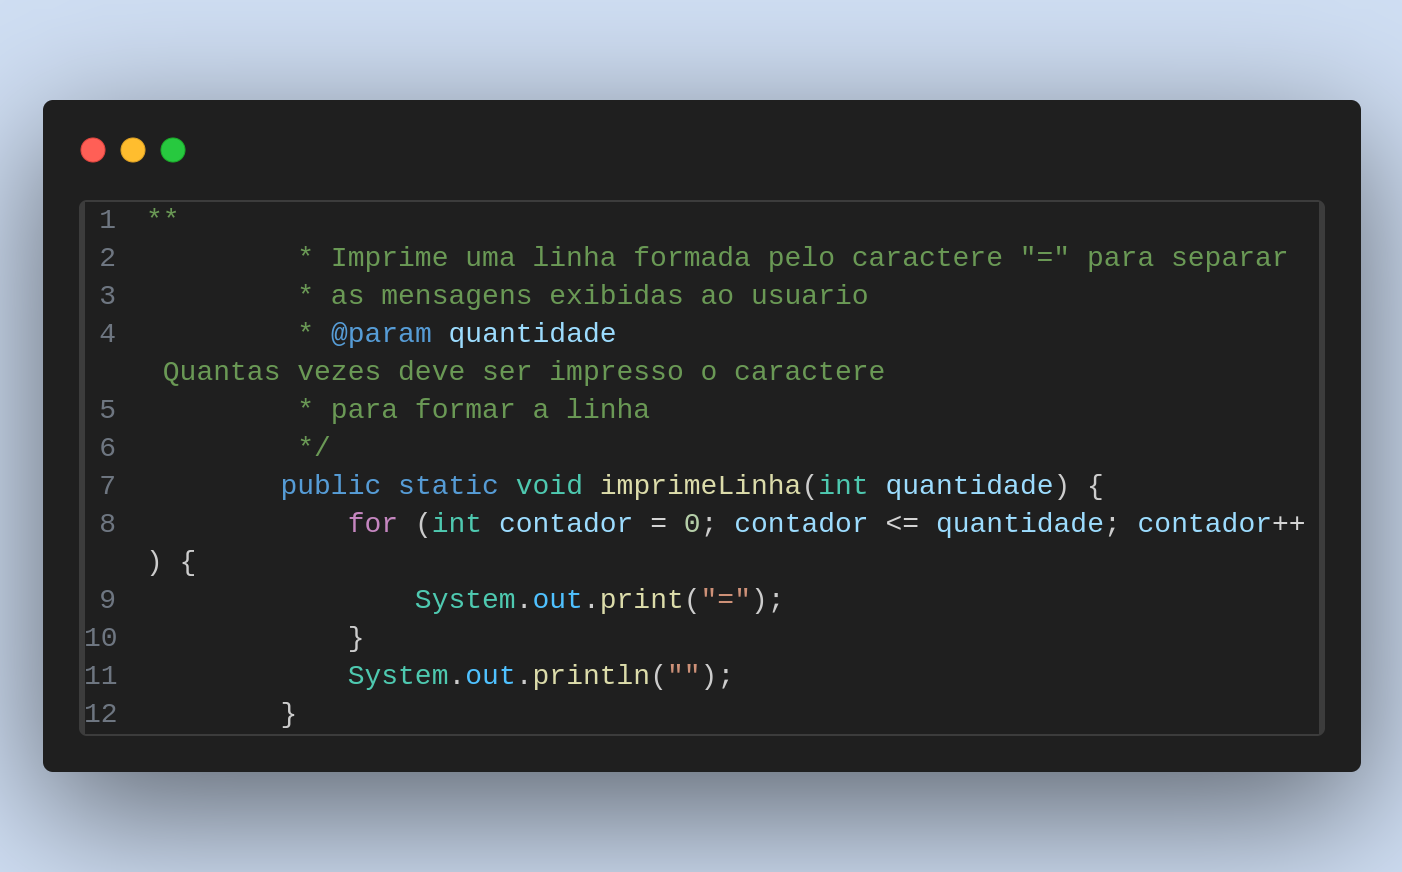 1 **
2          * Imprime uma linha formada pelo caractere "=" para separar
3          * as mensagens exibidas ao usuario
4          * @param quantidade
 Quantas vezes deve ser impresso o caractere
5          * para formar a linha
6          */
7         public static void imprimeLinha(int quantidade) {
8             for (int contador = 0; contador <= quantidade; contador++
) {
9                 System.out.print("=");
10             }
11             System.out.println("");
12         }